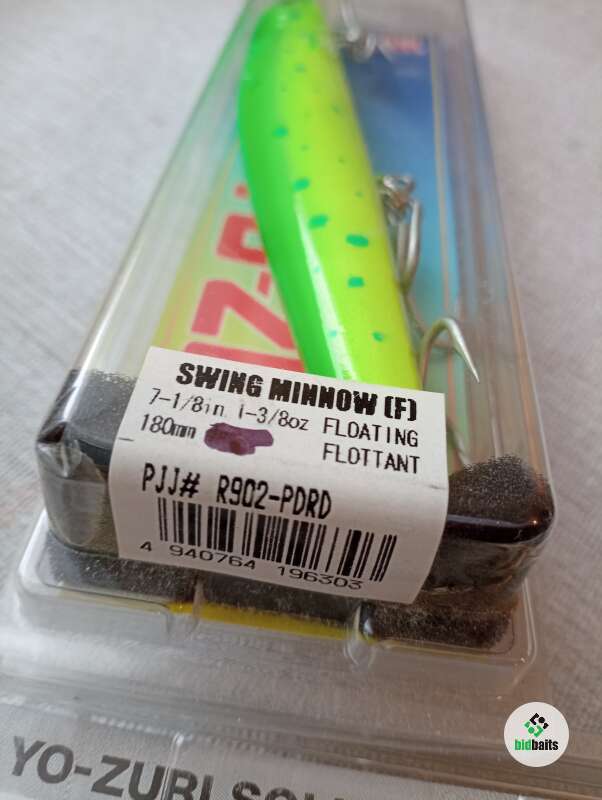 SWING MINNOW (F)
7-1/8in 1-3/8oz FLOATING
180mm FLOTTANT
PJJ# R902-PDRD
4 940764 196303
bidbaits
YO-ZURI